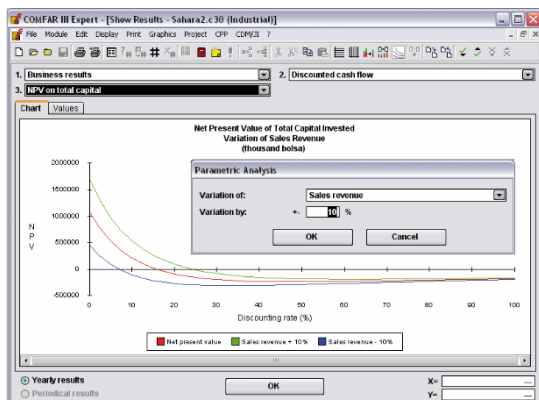 COMFAR III Expert - [Show Results - Sahara2.c30 (Industrial)]
File Module Edit Display Print Graphics Project CPP CDM/JI ?
1. Business results
2. Discounted cash flow
3. NPV on total capital
Chart Values
Net Present Value of Total Capital Invested
Variation of Sales Revenue
(thousand bolsa)
Parametric Analysis
Variation of: Sales revenue
Variation by: +- 10 %
OK Cancel
NPV
2000000
1500000
1000000
500000
0
-500000
0 10 20 30 40 50 60 70 80 90 100
Discounting rate (%)
Net present value Sales revenue + 10% Sales revenue - 10%
Yearly results
Periodical results
OK
X= ---
Y= ---